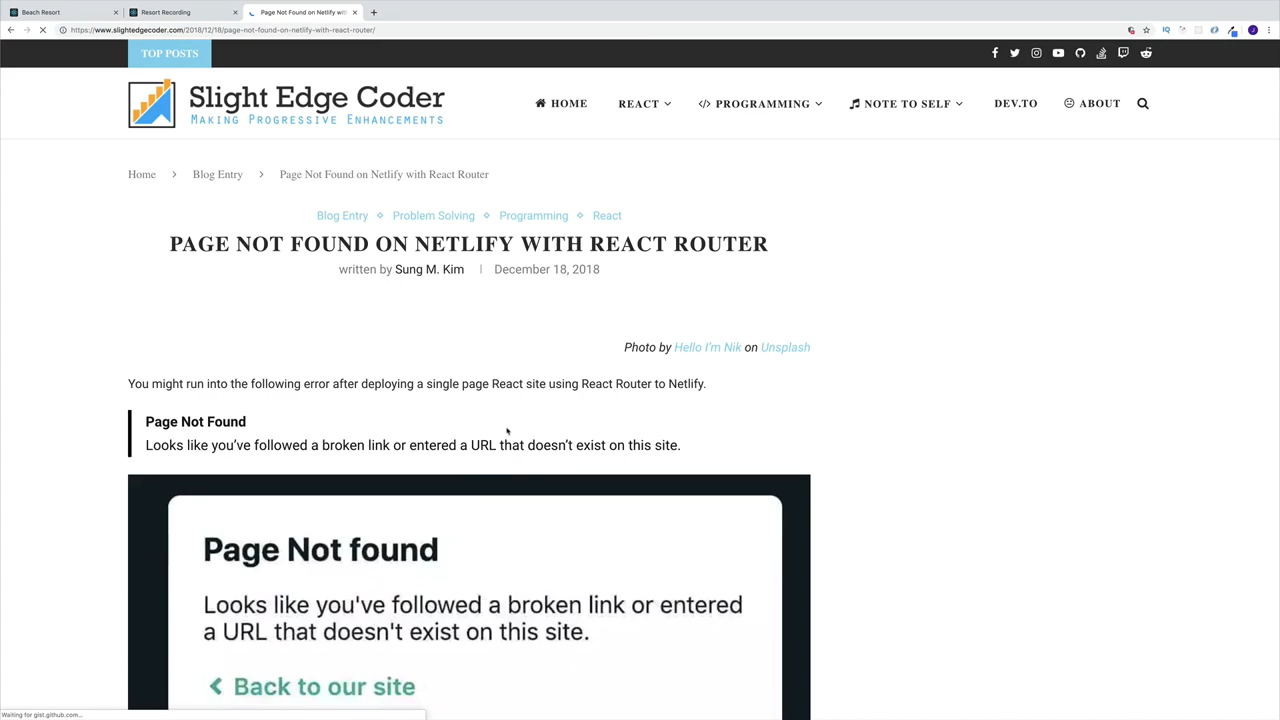 Beach Resort
Resort Recording
Page Not Found on Netlify with
https://www.slightedgecoder.com/2018/12/18/page-not-found-on-netlify-with-react-router/
TOP POSTS
Slight Edge Coder
MAKING PROGRESSIVE ENHANCEMENTS
HOME
REACT
PROGRAMMING
NOTE TO SELF
DEV.TO
ABOUT
Home > Blog Entry > Page Not Found on Netlify with React Router
Blog Entry ◇ Problem Solving ◇ Programming ◇ React
PAGE NOT FOUND ON NETLIFY WITH REACT ROUTER
written by Sung M. Kim | December 18, 2018
Photo by Hello I'm Nik on Unsplash
You might run into the following error after deploying a single page React site using React Router to Netlify.
Page Not Found
Looks like you've followed a broken link or entered a URL that doesn't exist on this site.
Page Not found
Looks like you've followed a broken link or entered
a URL that doesn't exist on this site.
Back to our site
Waiting for gist.github.com...